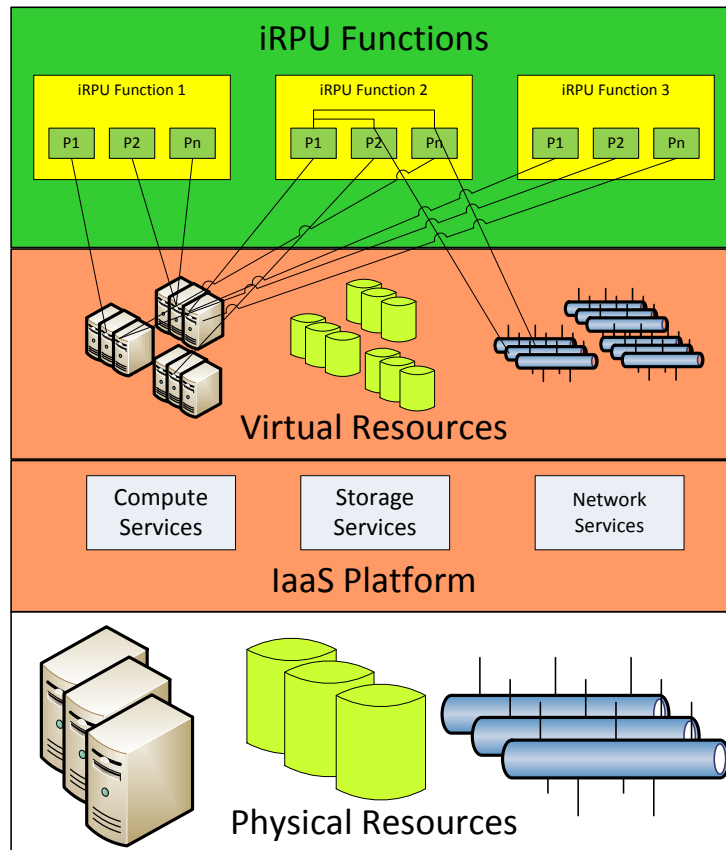 iRPU Functions
iRPU Function 1
iRPU Function 2
iRPU Function 3
P1
P2
Pn
P1
P2
Pn
P1
P2
Pn
Virtual Resources
Compute
Services
Storage
Services
Network
Services
IaaS Platform
Physical Resources